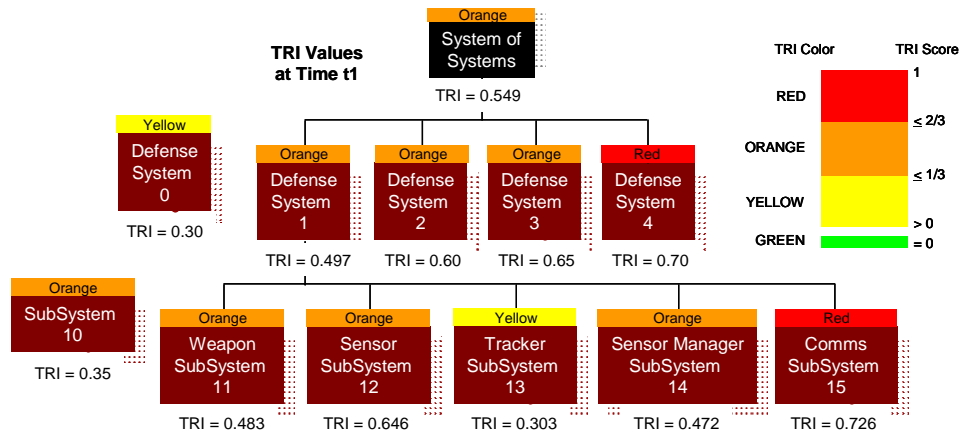 Orange
System of
Systems
TRI = 0.549
TRI Values
at Time t1
TRI Color
TRI Score
1
RED
≤ 2/3
ORANGE
≤ 1/3
YELLOW
> 0
GREEN
= 0
Yellow
Defense
System
0
TRI = 0.30
Orange
Defense
System
1
TRI = 0.497
Orange
Defense
System
2
TRI = 0.60
Orange
Defense
System
3
TRI = 0.65
Red
Defense
System
4
TRI = 0.70
Orange
SubSystem
10
TRI = 0.35
Orange
Weapon
SubSystem
11
TRI = 0.483
Orange
Sensor
SubSystem
12
TRI = 0.646
Yellow
Tracker
SubSystem
13
TRI = 0.303
Orange
Sensor Manager
SubSystem
14
TRI = 0.472
Red
Comms
SubSystem
15
TRI = 0.726